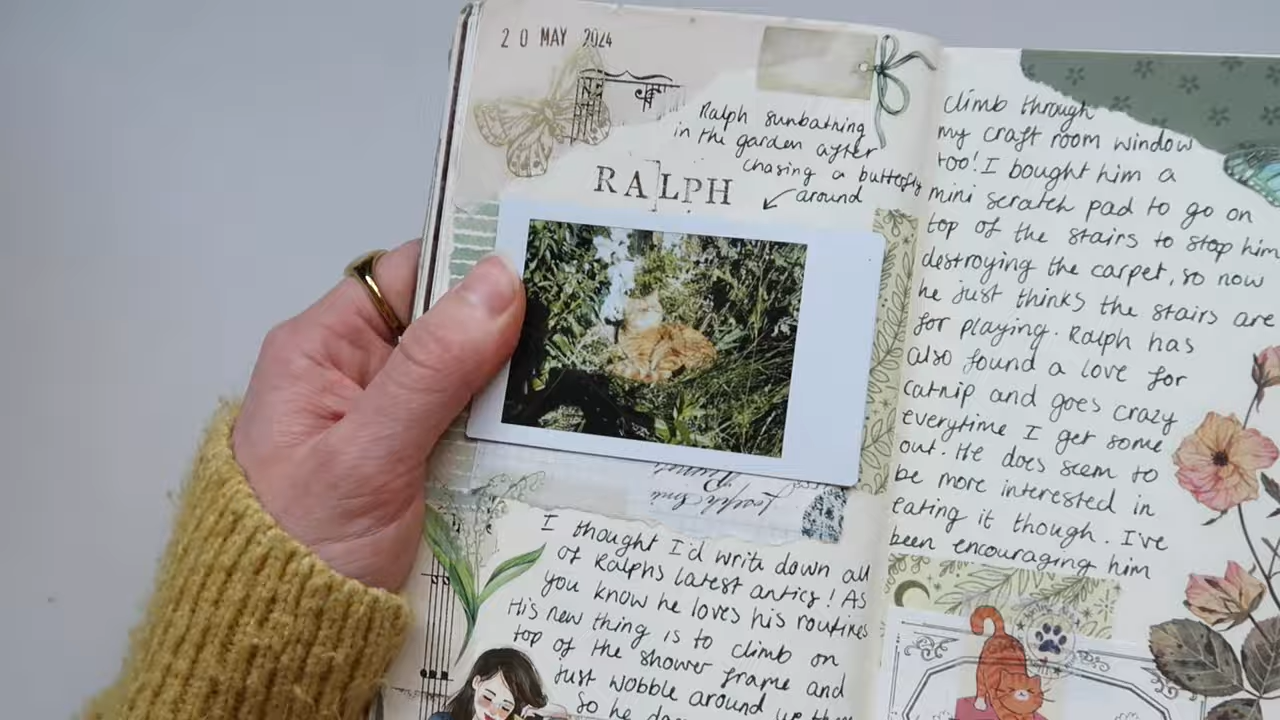 20 MAY 2024
Ralph sunbathing
in the garden after
chasing a butterfly
around
RALPH
I thought I'd write down all
of Ralphs latest antics! As
you know he loves his routines
His new thing is to climb on
top of the shower frame and
just wobble around up there
So he
climb through
my craft room window
too! I bought him a
mini scratch pad to go on
top of the stairs to stop him
destroying the carpet, so now
he just thinks the stairs are
for playing. Ralph has
also found a love for
catnip and goes crazy
everytime I get some
out. He does seem to
be more interested in
eating it though. I've
been encouraging him